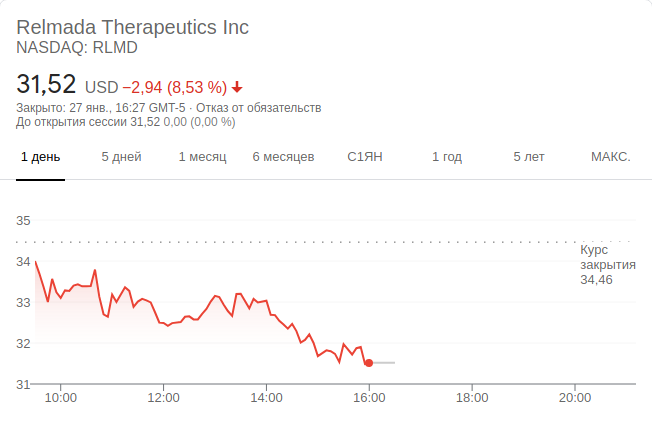 Relmada Therapeutics Inc
NASDAQ: RLMD
31,52 USD −2,94 (8,53 %)
Закрыто: 27 янв., 16:27 GMT-5 · Отказ от обязательств
До открытия сессии 31,52 0,00 (0,00 %)
1 день 5 дней 1 месяц 6 месяцев С1ЯН 1 год 5 лет МАКС.
35
Курс
закрытия
34,46
34
33
32
31
10:00 12:00 14:00 16:00 18:00 20:00